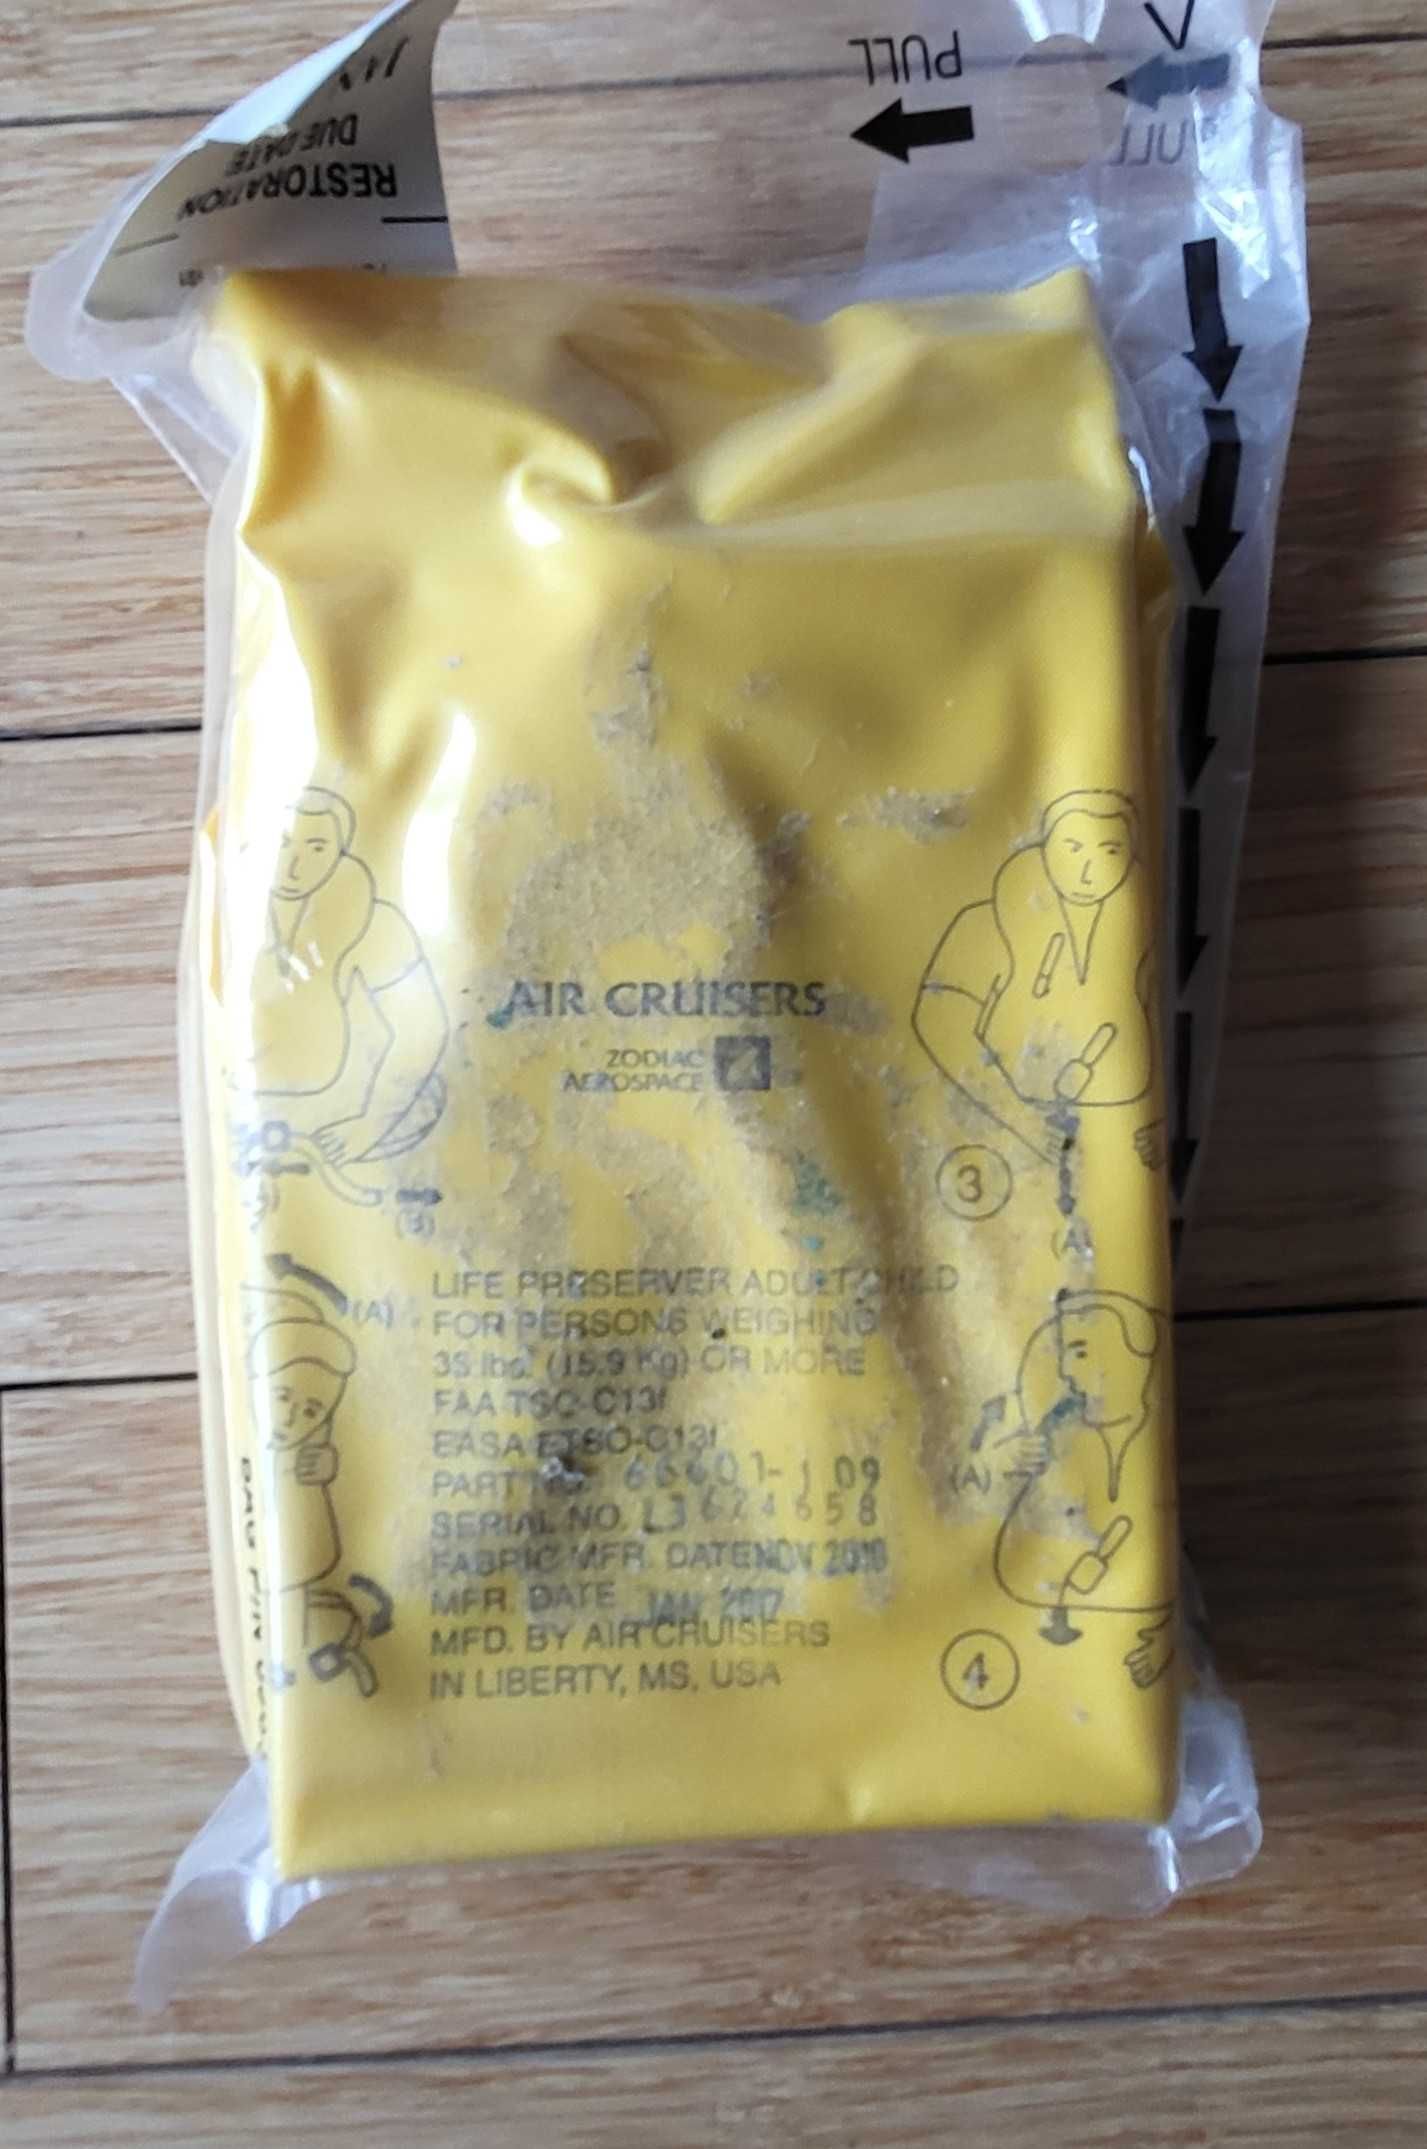 PULL
RESTORATION
DUE DATE
AIR CRUISERS
ZODIAC
AEROSPACE
3
(A)
(B)
(A)
LIFE PRESERVER ADULT/CHILD
FOR PERSONS WEIGHING
35 lbs. (15.9 Kg) OR MORE
FAA TSO-C13f
EASA ETSO-C13f
PART NO. 66601-109
SERIAL NO. L3624658
FABRIC MFR. DATE NOV
MFR. DATE JAN 2017
MFD. BY AIR CRUISERS
IN LIBERTY, MS, USA
(A)
4